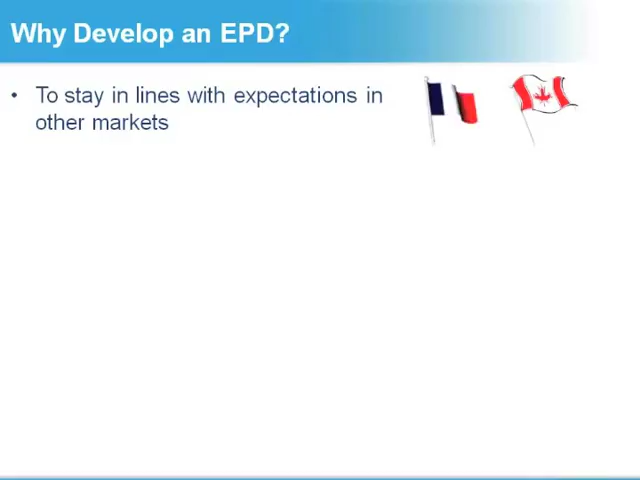 Why Develop an EPD?
• To stay in lines with expectations in
other markets